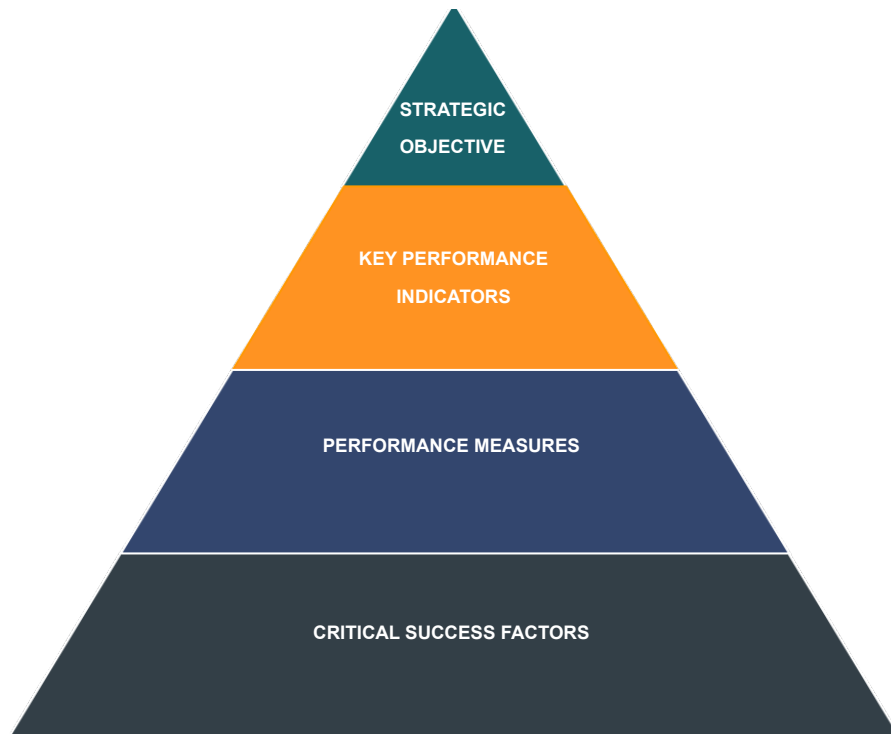 STRATEGIC
OBJECTIVE
KEY PERFORMANCE
INDICATORS
PERFORMANCE MEASURES
CRITICAL SUCCESS FACTORS